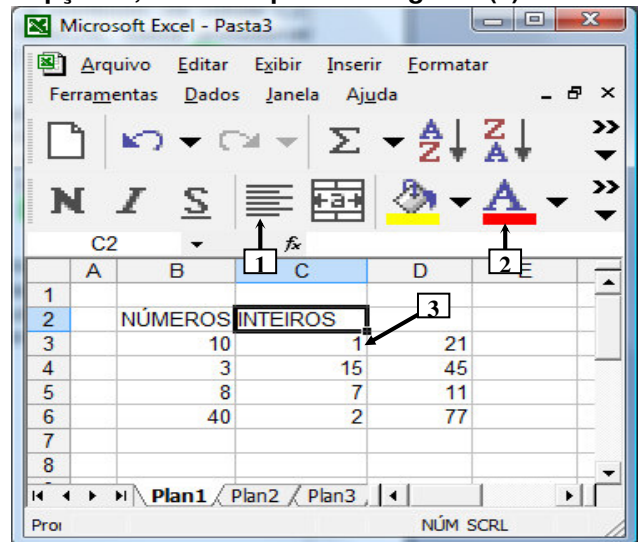 Microsoft Excel - Pasta3
Arquivo Editar Exibir Inserir Formatar
Ferramentas Dados Janela Ajuda
N I S A
C2 fx
1 2
A B C D E
1
2 NÚMEROS INTEIROS 3
3 10 1 21
4 3 15 45
5 8 7 11
6 40 2 77
7
8
Plan1 / Plan2 / Plan3
NÚM SCRL